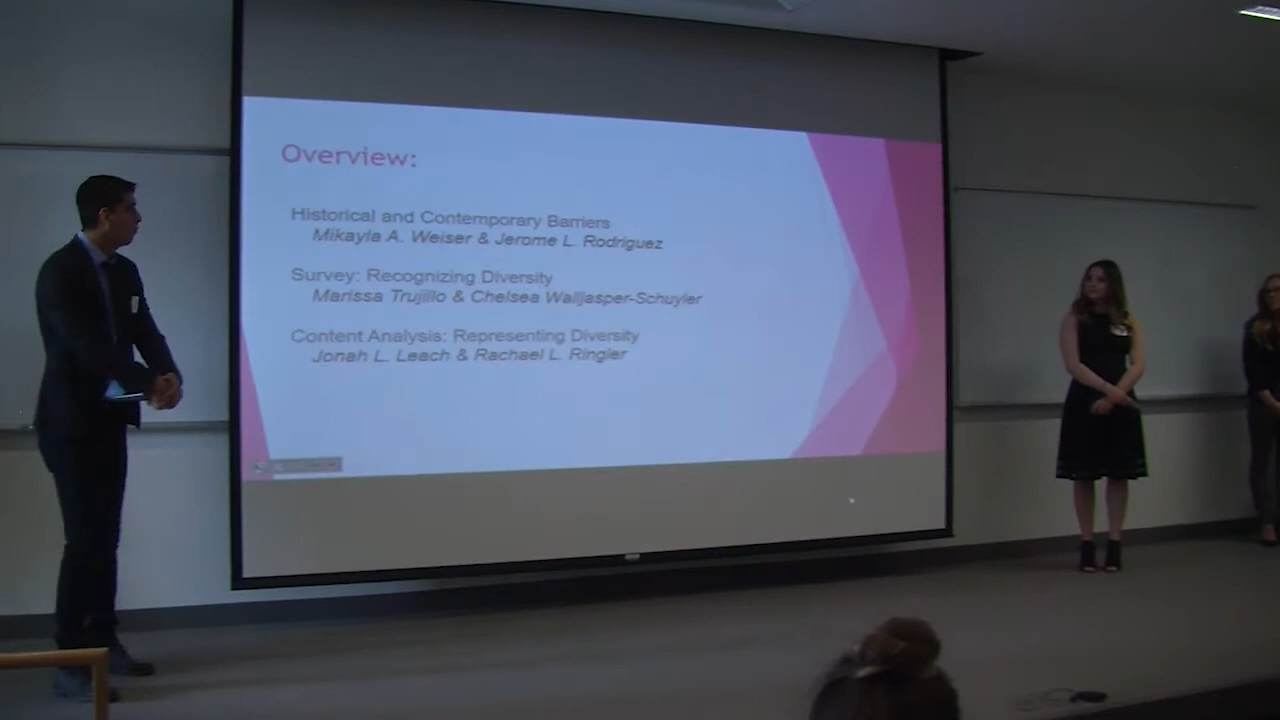 Overview:
Historical and Contemporary Barriers
Mikayla A. Weiser & Jerome L. Rodriguez
Survey: Recognizing Diversity
Marissa Trujillo & Chelsea Walljasper-Schuyler
Content Analysis: Representing Diversity
Jonah L. Leach & Rachael L. Ringler